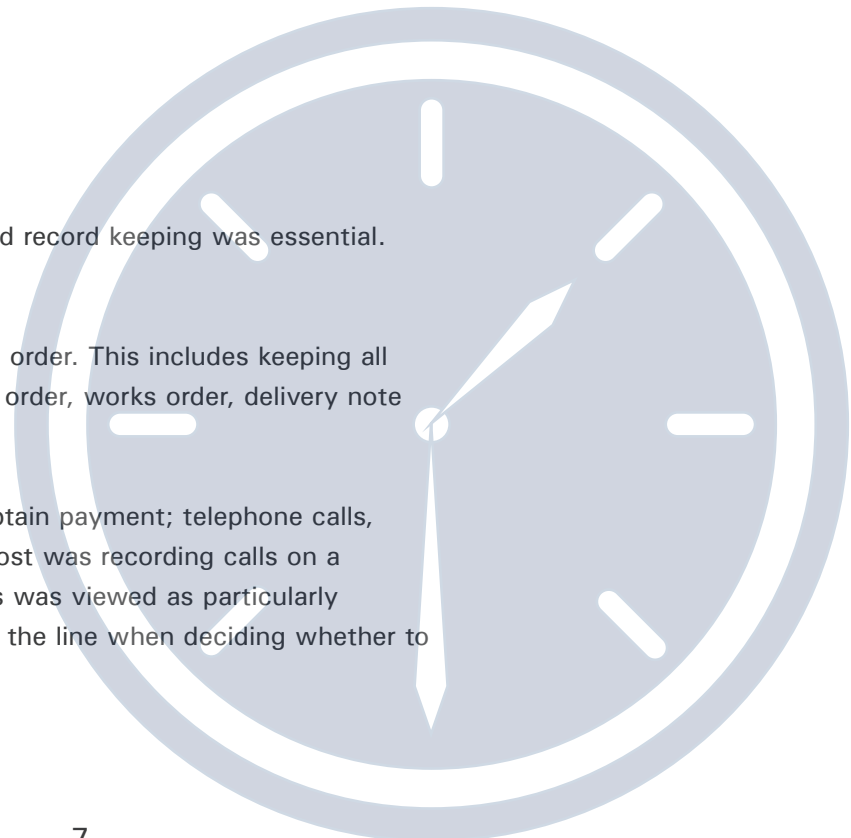 d record keeping was essential.
order. This includes keeping all
order, works order, delivery note
otain payment; telephone calls,
ost was recording calls on a
s was viewed as particularly
the line when deciding whether to
7